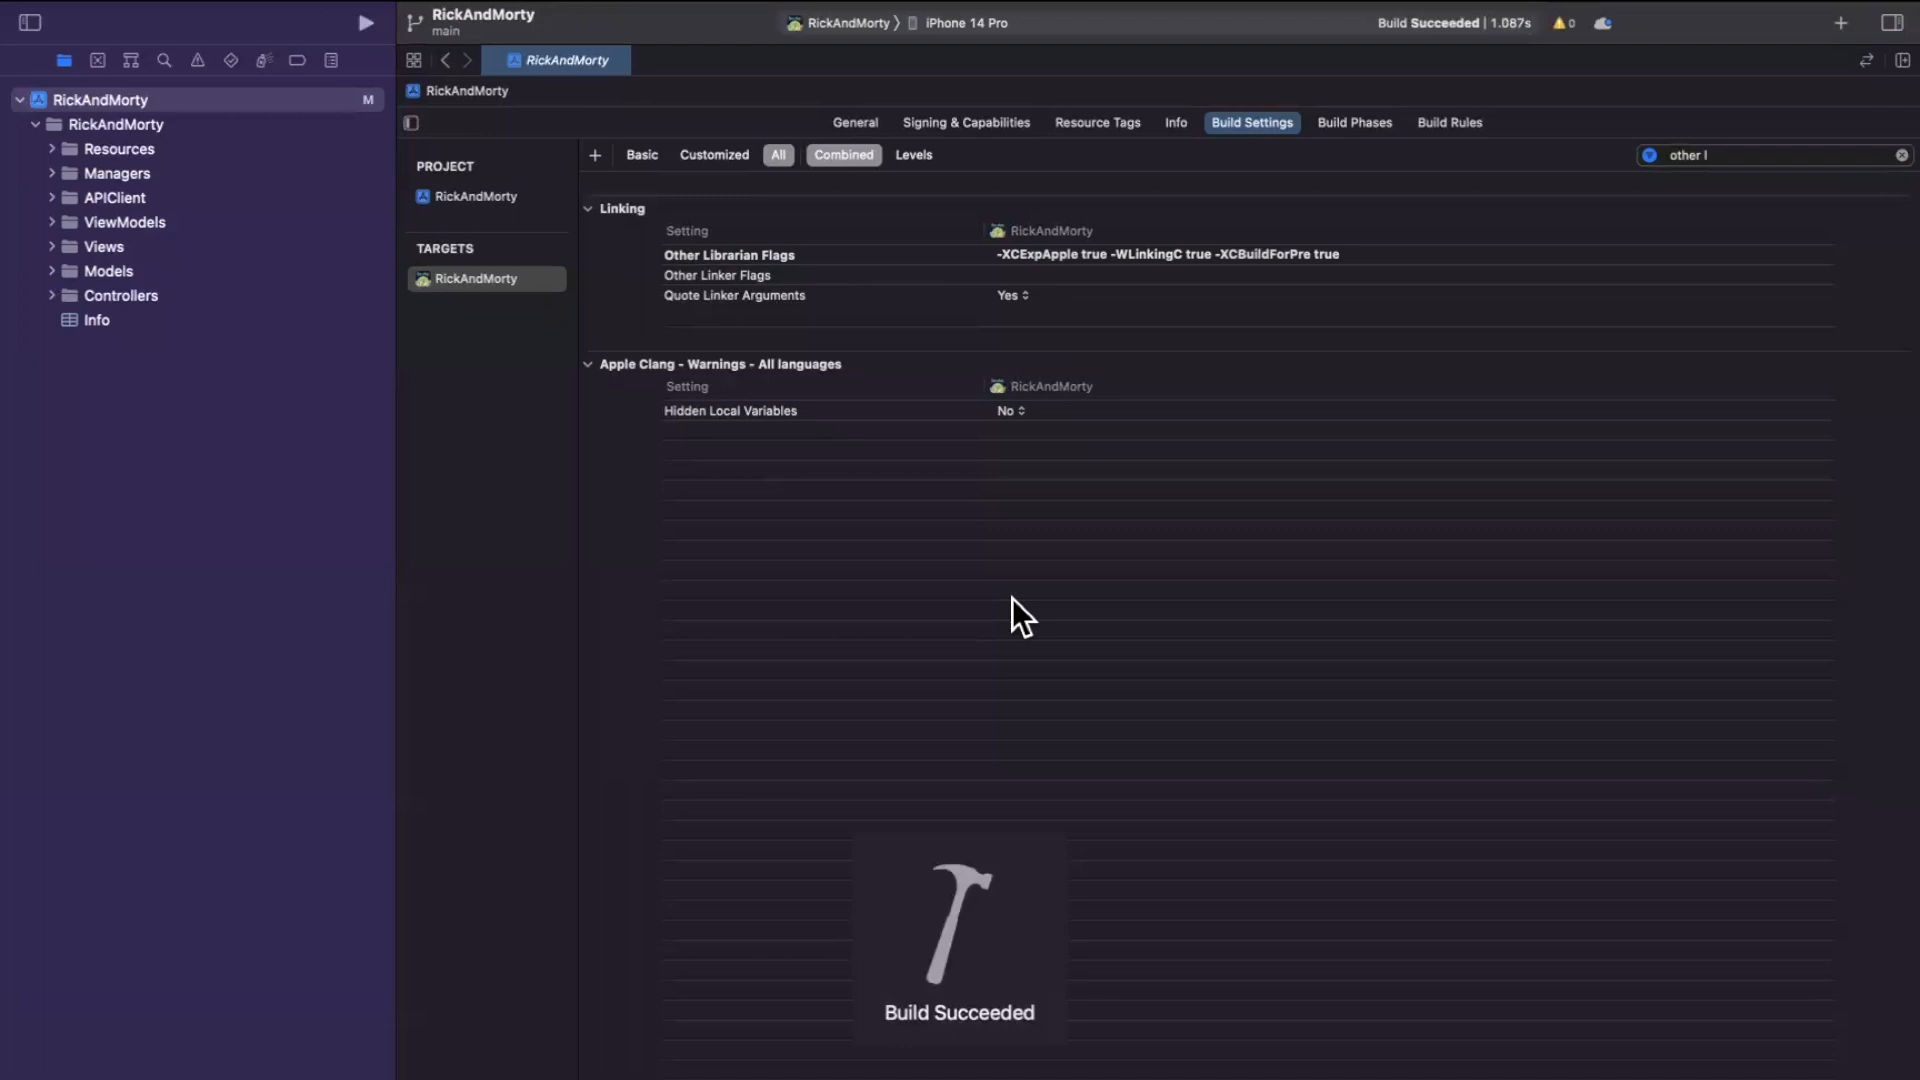 RickAndMorty
main
RickAndMorty
iPhone 14 Pro
Build Succeeded | 1.087s
0
RickAndMorty
RickAndMorty
RickAndMorty M
RickAndMorty
Resources
Managers
APIClient
ViewModels
Views
Models
Controllers
Info
General Signing & Capabilities Resource Tags Info Build Settings Build Phases Build Rules
PROJECT
RickAndMorty
TARGETS
RickAndMorty
Basic Customized All Combined Levels
other l
Linking
Setting RickAndMorty
Other Librarian Flags -XCExpApple true -WLinkingC true -XCBuildForPre true
Other Linker Flags
Quote Linker Arguments Yes
Apple Clang - Warnings - All languages
Setting RickAndMorty
Hidden Local Variables No
Build Succeeded